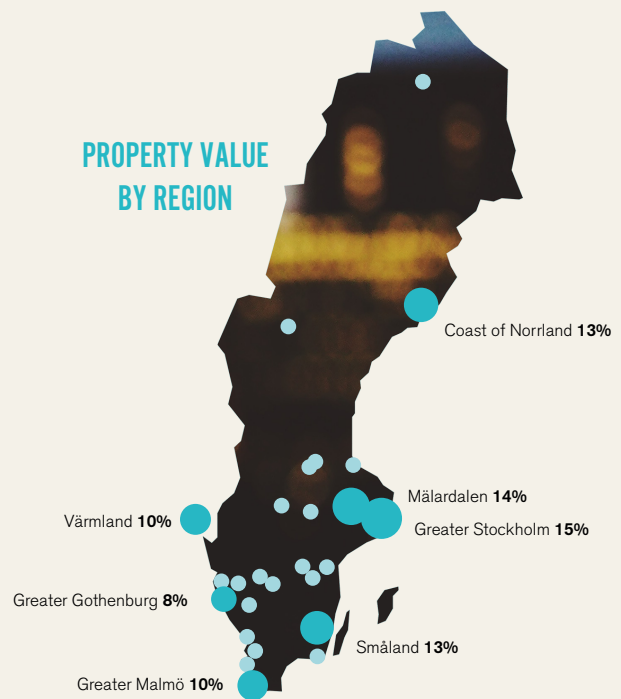 PROPERTY VALUE
BY REGION
Coast of Norrland 13%
Mälardalen 14%
Värmland 10%
Greater Stockholm 15%
Greater Gothenburg 8%
Småland 13%
Greater Malmö 10%